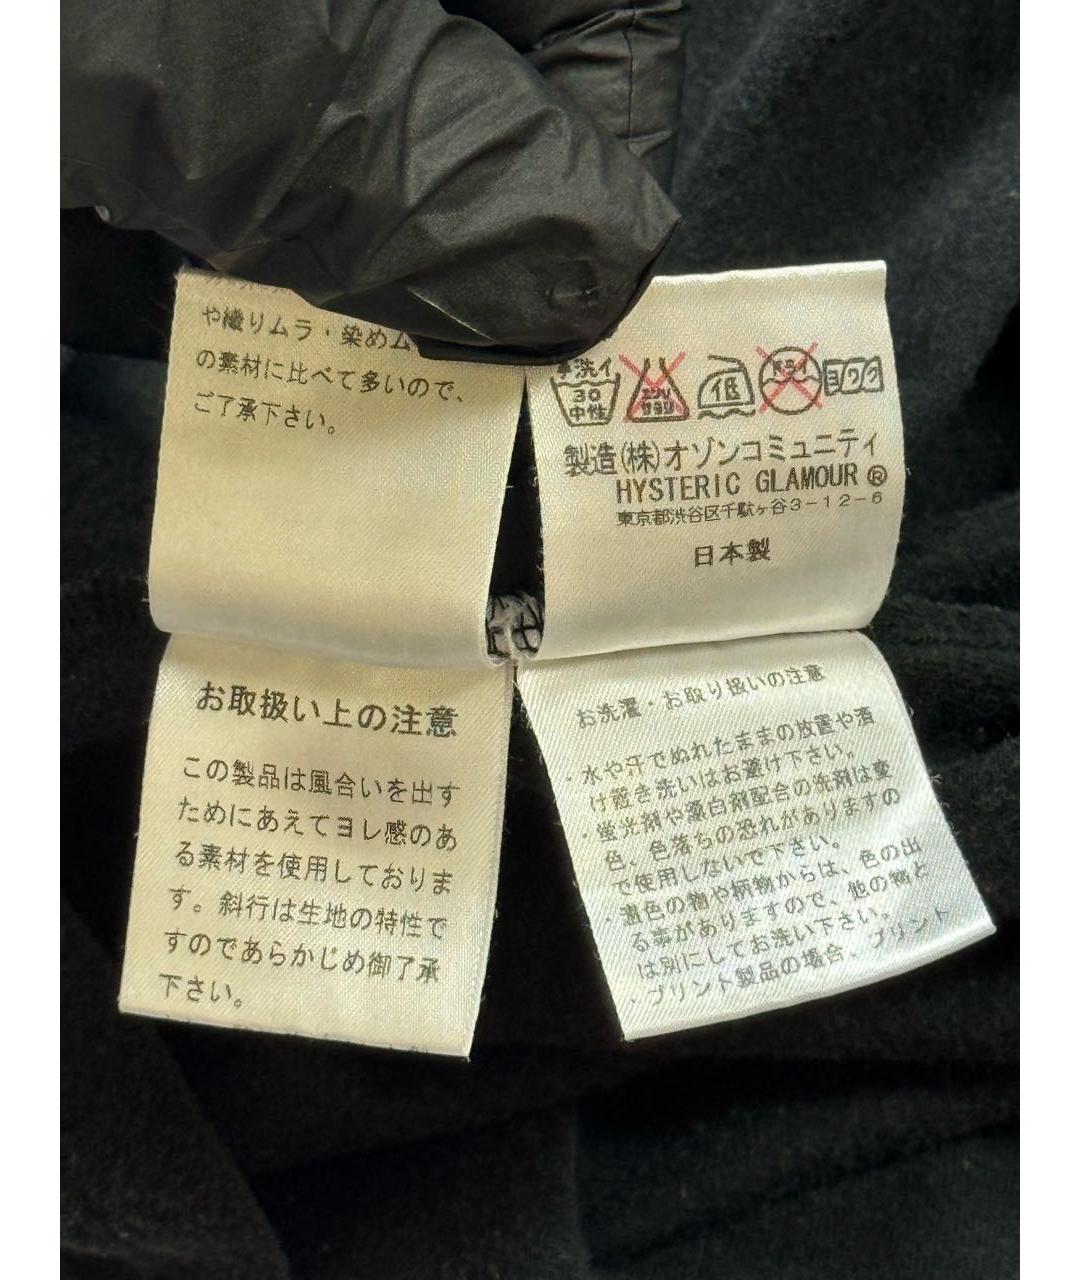 や織りムラ・染めム
の素材に比べて多いので、
ご了承下さい。
手洗イ
30
中性
エンソ
サラシ
低
ドライ
ヨワク
製造(株)オゾンコミュニティ
HYSTERIC GLAMOUR ®
東京都渋谷区千駄ヶ谷3-12-6
日本製
お取扱い上の注意
この製品は風合いを出す
ためにあえてヨレ感のあ
る素材を使用しておりま
す。斜行は生地の特性で
すのであらかじめ御了承
下さい。
お洗濯・お取り扱いの注意
・水や汗でぬれたままの放置や漬
け置き洗いはお避け下さい。
・蛍光剤や漂白剤配合の洗剤は変
色、色落ちの恐れがありますの
で使用しないで下さい。
・濃色の物や柄物からは、色の出
る事がありますので、他の物と
は別にしてお洗い下さい。
・プリント製品の場合、プリント